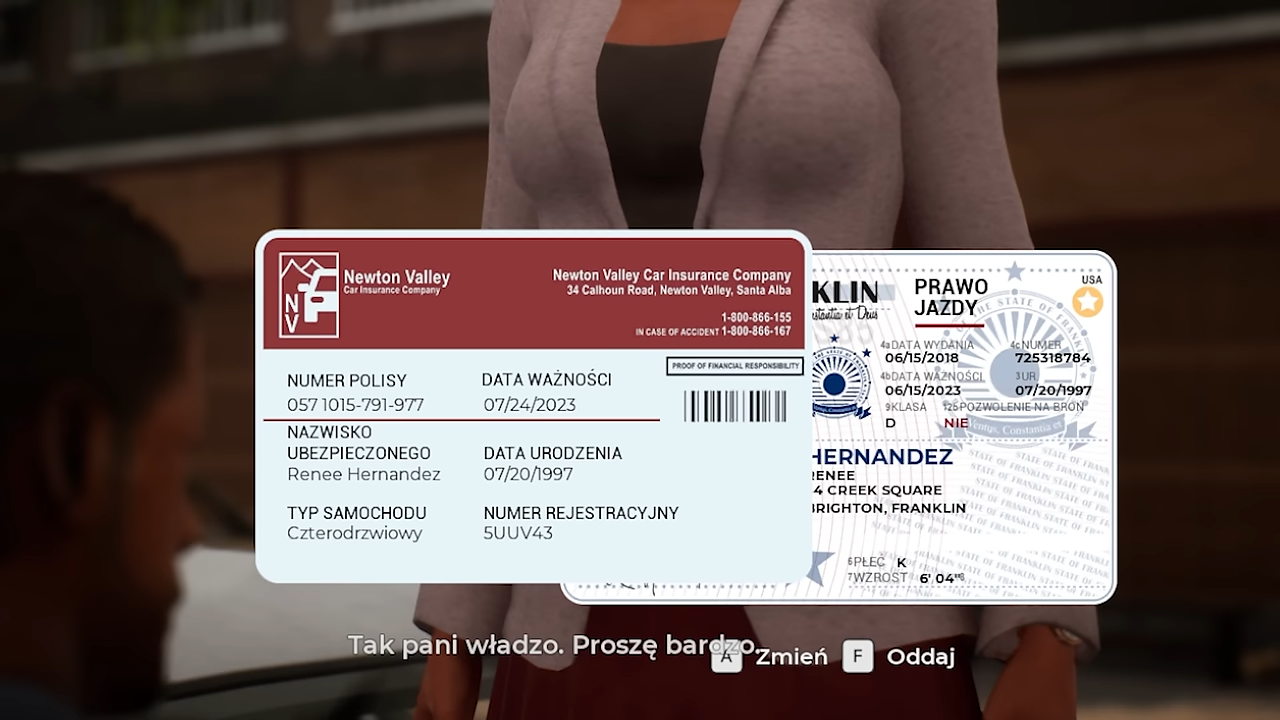 Newton Valley
Car Insurance Company
NV
Newton Valley Car Insurance Company
34 Calhoun Road, Newton Valley, Santa Alba
1-800-866-155
IN CASE OF ACCIDENT 1-800-866-167
PROOF OF FINANCIAL RESPONSIBILITY
NUMER POLISY
057 1015-791-977
DATA WAŻNOŚCI
07/24/2023
NAZWISKO
UBEZPIECZONEGO
Renee Hernandez
DATA URODZENIA
07/20/1997
TYP SAMOCHODU
Czterodrzwiowy
NUMER REJESTRACYJNY
5UUV43
KLIN
PRAWO
JAZDY
USA
4a DATA WYDANIA
06/15/2018
4c NUMER
725318784
4b DATA WAŻNOŚCI
06/15/2023
3 UR
07/20/1997
9 KLASA
D
125 POZWOLENIE NA BROŃ
NIE
HERNANDEZ
RENEE
4 CREEK SQUARE
BRIGHTON, FRANKLIN
6 PŁEĆ K
7 WZROST 6' 04"
Tak pani władzo. Proszę bardzo.
A Zmień
F Oddaj